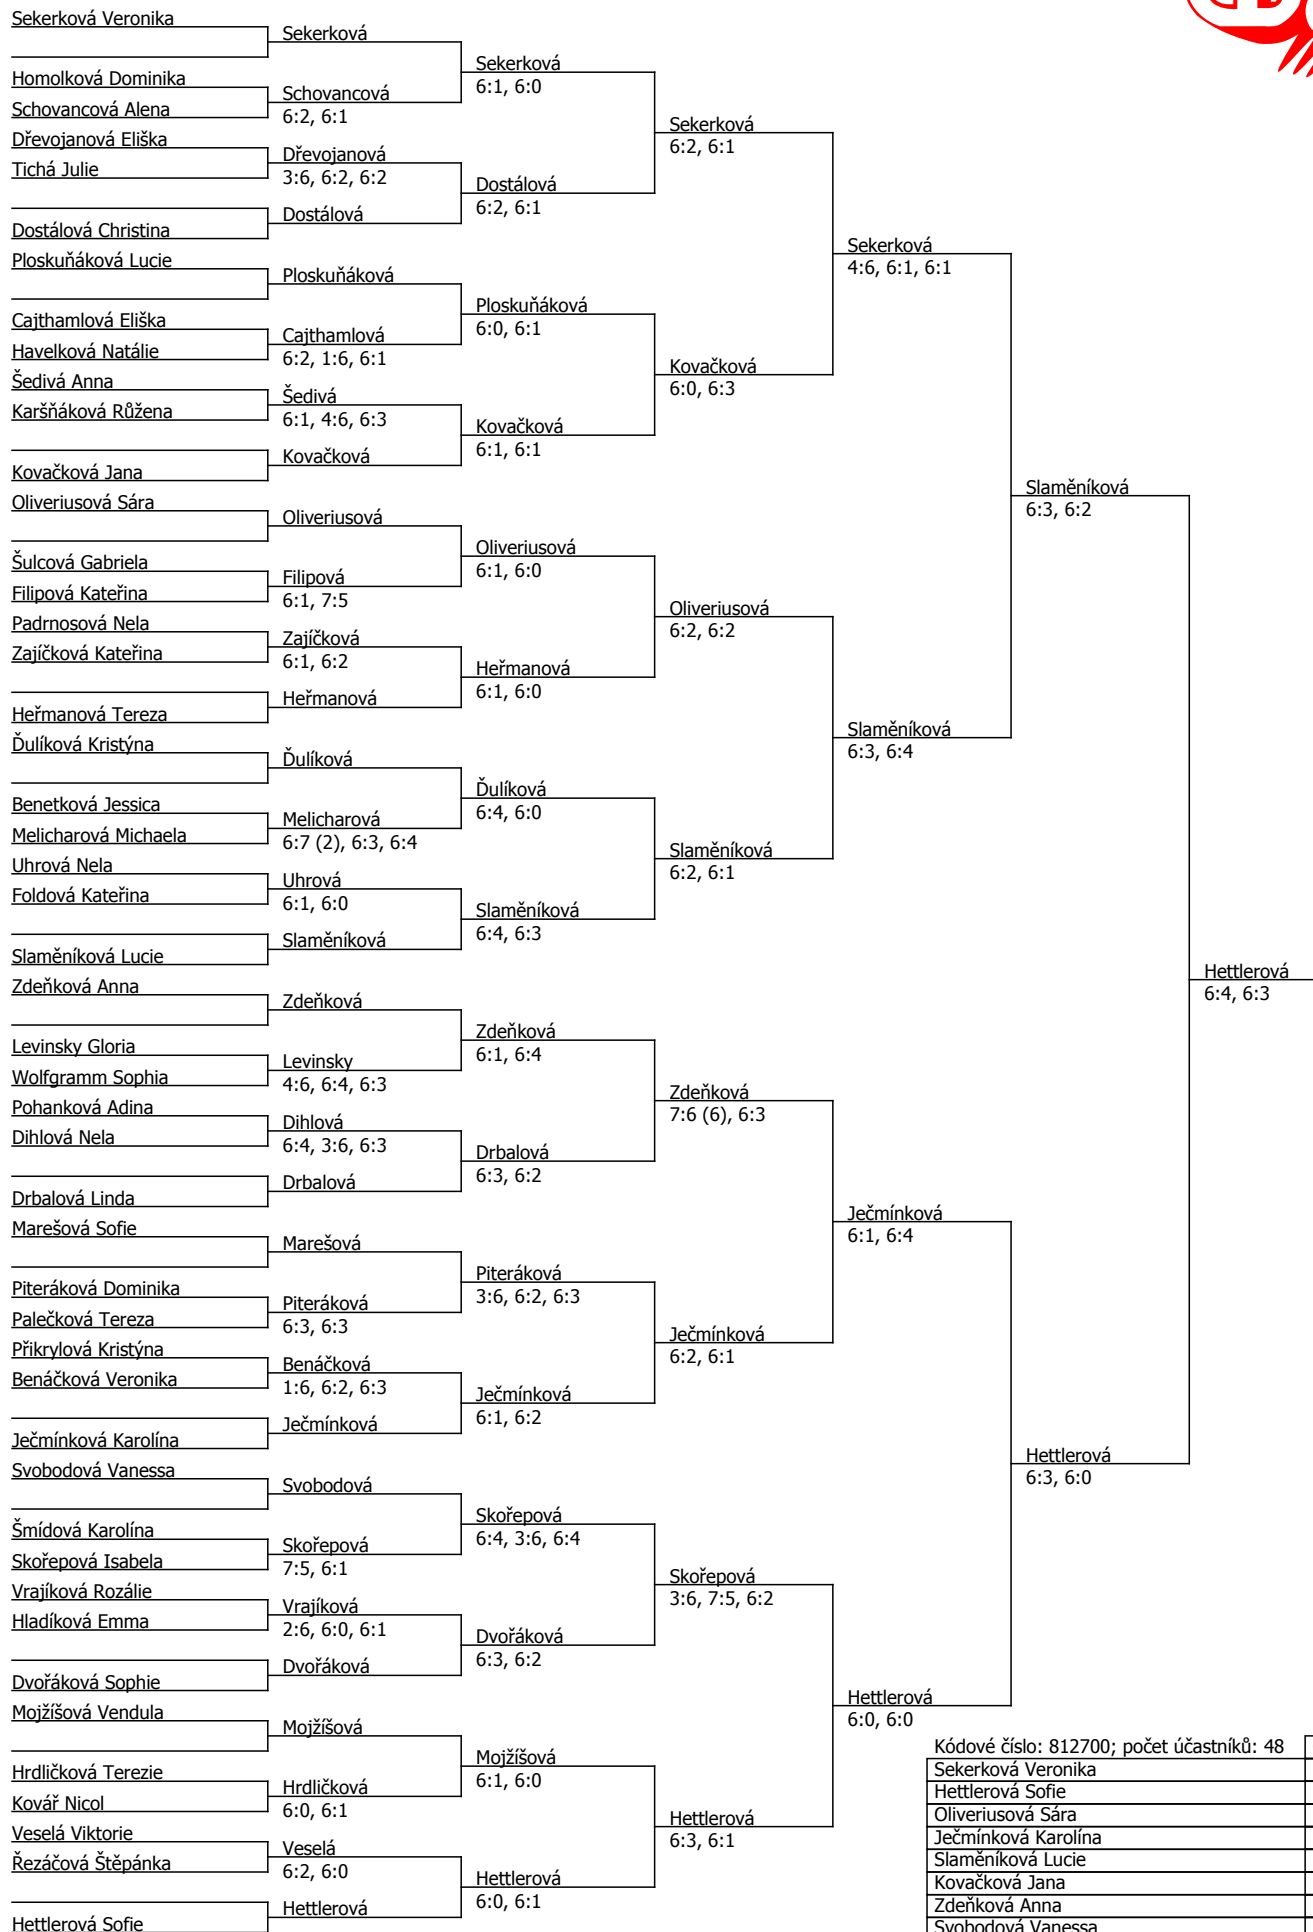 Sekerková Veronika
Sekerková
Sekerková
6:1, 6:0
Homolková Dominika
Schovancová
6:2, 6:1
Schovancová Alena
Sekerková
6:2, 6:1
Dřevojanová Eliška
Dřevojanová
3:6, 6:2, 6:2
Tichá Julie
Dostálová
6:2, 6:1
Dostálová
Dostálová Christina
Sekerková
4:6, 6:1, 6:1
Ploskuňáková Lucie
Ploskuňáková
Ploskuňáková
6:0, 6:1
Cajthamlová Eliška
Cajthamlová
6:2, 1:6, 6:1
Havelková Natálie
Kovačková
6:0, 6:3
Šedivá Anna
Šedivá
6:1, 4:6, 6:3
Karšňáková Růžena
Kovačková
6:1, 6:1
Kovačková
Kovačková Jana
Slaměníková
6:3, 6:2
Oliveriusová Sára
Oliveriusová
Oliveriusová
6:1, 6:0
Šulcová Gabriela
Filipová
6:1, 7:5
Filipová Kateřina
Oliveriusová
6:2, 6:2
Padrnosová Nela
Zajíčková
6:1, 6:2
Zajíčková Kateřina
Heřmanová
6:1, 6:0
Heřmanová
Heřmanová Tereza
Slaměníková
6:3, 6:4
Ďulíková Kristýna
Ďulíková
Ďulíková
6:4, 6:0
Benetková Jessica
Melicharová
6:7 (2), 6:3, 6:4
Melicharová Michaela
Slaměníková
6:2, 6:1
Uhrová Nela
Uhrová
6:1, 6:0
Foldová Kateřina
Slaměníková
6:4, 6:3
Slaměníková
Slaměníková Lucie
Hettlerová
6:4, 6:3
Zdeňková Anna
Zdeňková
Zdeňková
6:1, 6:4
Levinsky Gloria
Levinsky
4:6, 6:4, 6:3
Wolfgramm Sophia
Zdeňková
7:6 (6), 6:3
Pohanková Adina
Dihlová
6:4, 3:6, 6:3
Dihlová Nela
Drbalová
6:3, 6:2
Drbalová
Drbalová Linda
Ječmínková
6:1, 6:4
Marešová Sofie
Marešová
Piteráková
3:6, 6:2, 6:3
Piteráková Dominika
Piteráková
6:3, 6:3
Palečková Tereza
Ječmínková
6:2, 6:1
Přikrylová Kristýna
Benáčková
1:6, 6:2, 6:3
Benáčková Veronika
Ječmínková
6:1, 6:2
Ječmínková
Ječmínková Karolína
Hettlerová
6:3, 6:0
Svobodová Vanessa
Svobodová
Skořepová
6:4, 3:6, 6:4
Šmídová Karolína
Skořepová
7:5, 6:1
Skořepová Isabela
Skořepová
3:6, 7:5, 6:2
Vrajíková Rozálie
Vrajíková
2:6, 6:0, 6:1
Hladíková Emma
Dvořáková
6:3, 6:2
Dvořáková
Dvořáková Sophie
Hettlerová
6:0, 6:0
Mojžíšová Vendula
Mojžíšová
Mojžíšová
6:1, 6:0
Hrdličková Terezie
Hrdličková
6:0, 6:1
Kovář Nicol
Hettlerová
6:3, 6:1
Veselá Viktorie
Veselá
6:2, 6:0
Řezáčová Štěpánka
Hettlerová
6:0, 6:1
Hettlerová
Hettlerová Sofie
Kódové číslo: 812700; počet účastníků: 48
Sekerková Veronika
Hettlerová Sofie
Oliveriusová Sára
Ječmínková Karolína
Slaměníková Lucie
Kovačková Jana
Zdeňková Anna
Svobodová Vanessa